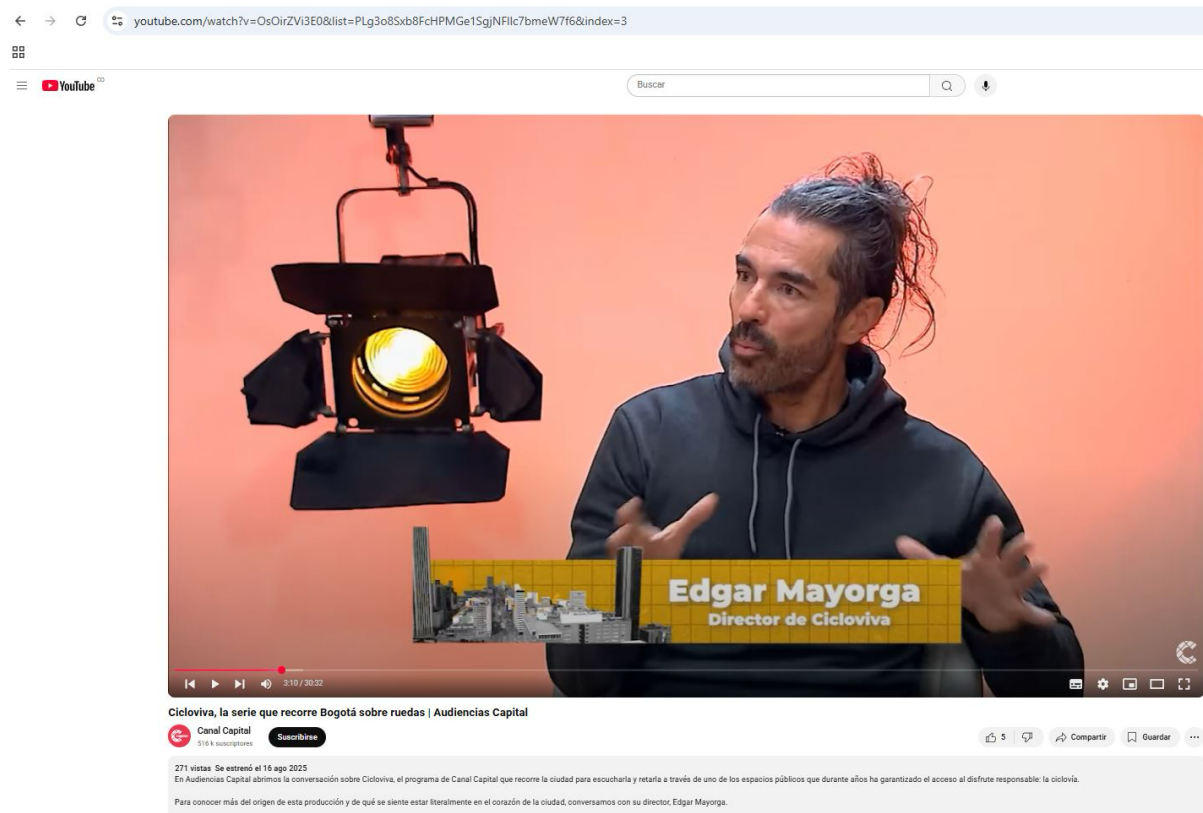 youtube.com/watch?v=OsOirZVi3E0&list=PLg3o8Sxb8FcHPMGe1SgjNFIlc7bmeW7f6&index=3
YouTube CO
Buscar
Edgar Mayorga
Director de Cicloviva
3:10 / 30:32
Cicloviva, la serie que recorre Bogotá sobre ruedas | Audiencias Capital
Canal Capital
516 k suscriptores
Suscribirse
5
Compartir
Guardar
271 vistas Se estrenó el 16 ago 2025
En Audiencias Capital abrimos la conversación sobre Cicloviva, el programa de Canal Capital que recorre la ciudad para escucharla y retarla a través de uno de los espacios públicos que durante años ha garantizado el acceso al disfrute responsable: la ciclovía.
Para conocer más del origen de esta producción y de qué se siente estar literalmente en el corazón de la ciudad, conversamos con su director, Edgar Mayorga.